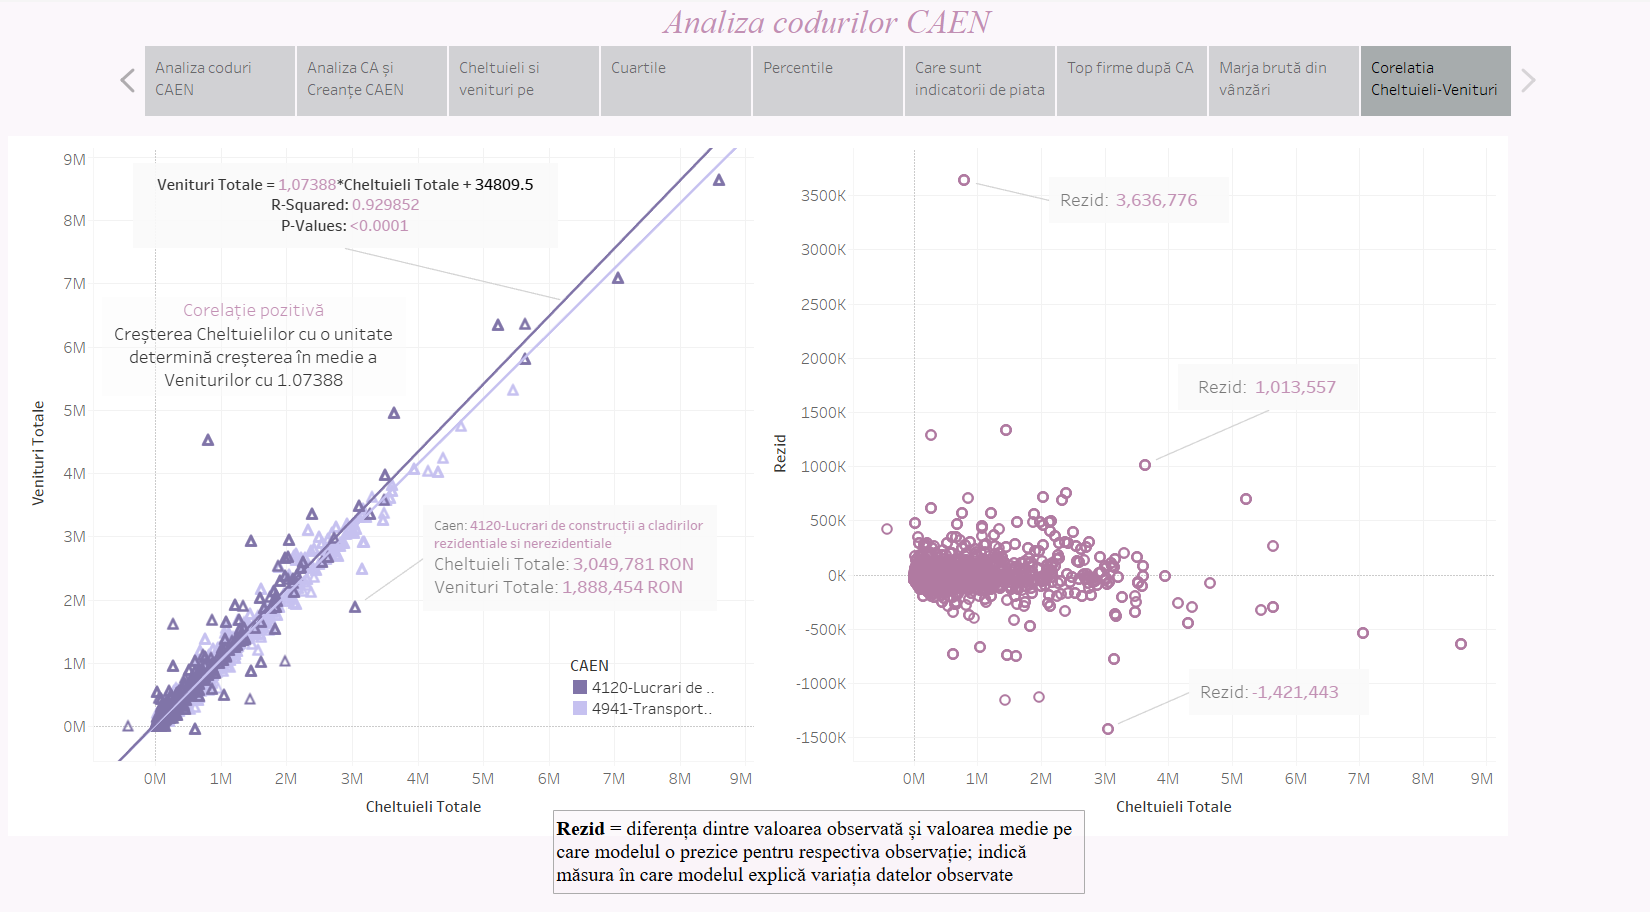 Analiza codurilor CAEN
Analiza coduri
CAEN
Analiza CA și
Creanțe CAEN
Cheltuieli si
venituri pe
Cuartile
Percentile
Care sunt
indicatorii de piata
Top firme după CA
Marja brută din
vânzări
Corelatia
Cheltuieli-Venituri
9M
8M
7M
6M
5M
4M
3M
2M
1M
0M
Venituri Totale
Venituri Totale = 1,07388*Cheltuieli Totale + 34809.5
R-Squared: 0.929852
P-Values: <0.0001
Corelație pozitivă
Creșterea Cheltuielilor cu o unitate
determină creșterea în medie a
Veniturilor cu 1.07388
Caen: 4120-Lucrari de construcții a cladirilor
rezidentiale si nerezidentiale
Cheltuieli Totale: 3,049,781 RON
Venituri Totale: 1,888,454 RON
CAEN
4120-Lucrari de ..
4941-Transport..
0M 1M 2M 3M 4M 5M 6M 7M 8M 9M
Cheltuieli Totale
3500K
3000K
2500K
2000K
1500K
1000K
500K
0K
-500K
-1000K
-1500K
Rezid
Rezid: 3,636,776
Rezid: 1,013,557
Rezid: -1,421,443
0M 1M 2M 3M 4M 5M 6M 7M 8M 9M
Cheltuieli Totale
Rezid = diferența dintre valoarea observată și valoarea medie pe
care modelul o prezice pentru respectiva observație; indică
măsura în care modelul explică variația datelor observate